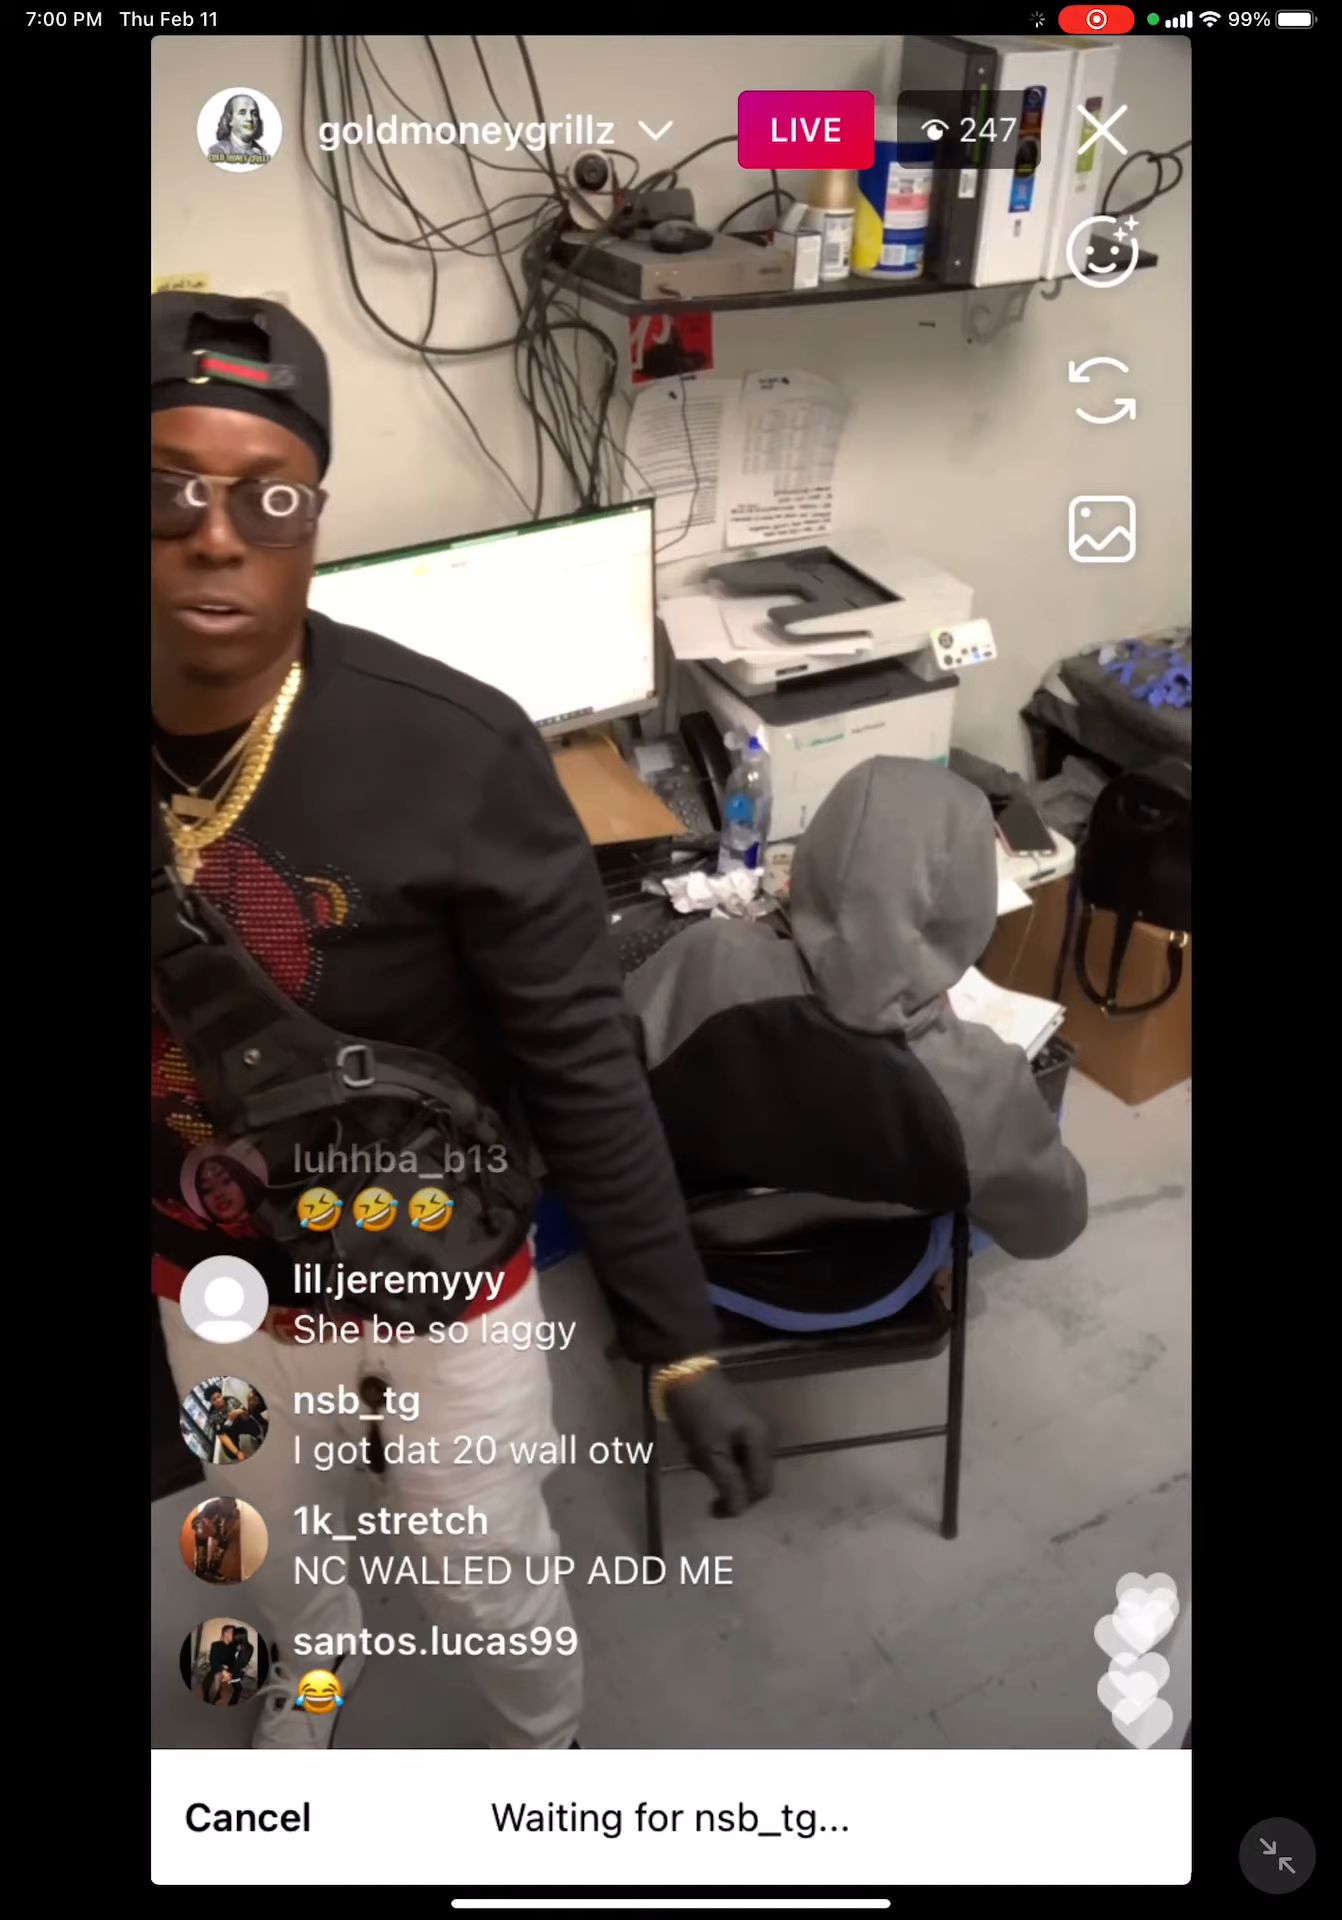 7:00 PM Thu Feb 11
99%
goldmoneygrillz
LIVE
247
luhhba_b13
🤣🤣🤣
lil.jeremyyy
She be so laggy
nsb_tg
I got dat 20 wall otw
1k_stretch
NC WALLED UP ADD ME
santos.lucas99
😂
Cancel
Waiting for nsb_tg...